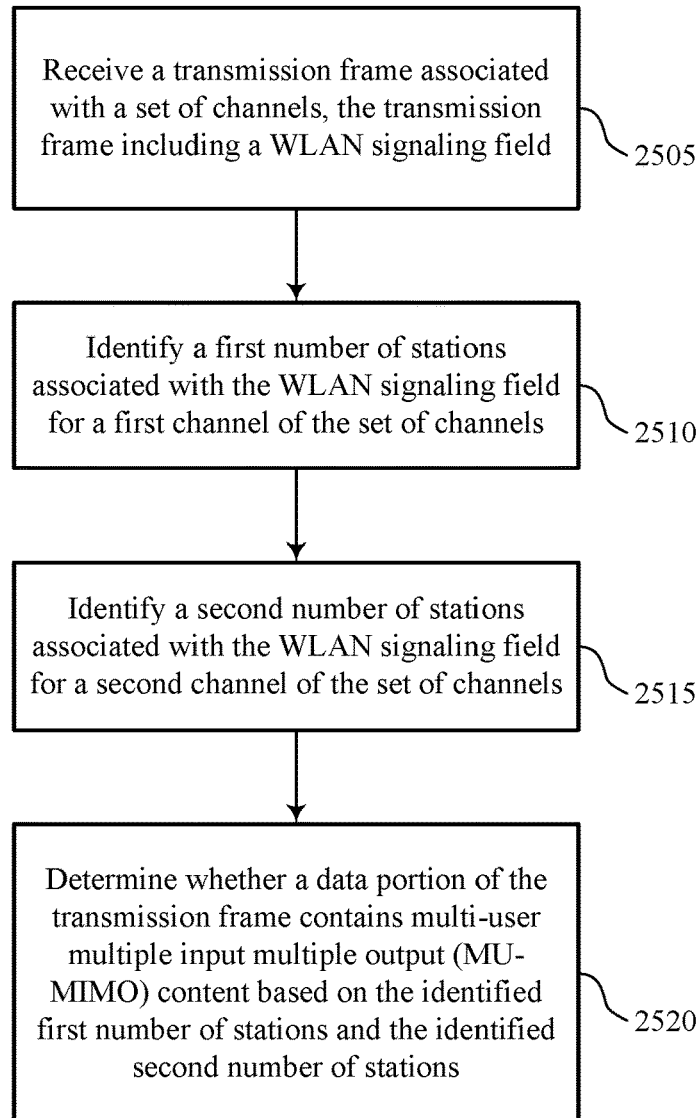 Receive a transmission frame associated
with a set of channels, the transmission
frame including a WLAN signaling field
2505
Identify a first number of stations
associated with the WLAN signaling field
for a first channel of the set of channels
2510
Identify a second number of stations
associated with the WLAN signaling field
for a second channel of the set of channels
2515
Determine whether a data portion of the
transmission frame contains multi-user
multiple input multiple output (MU-
MIMO) content based on the identified
first number of stations and the identified
second number of stations
2520